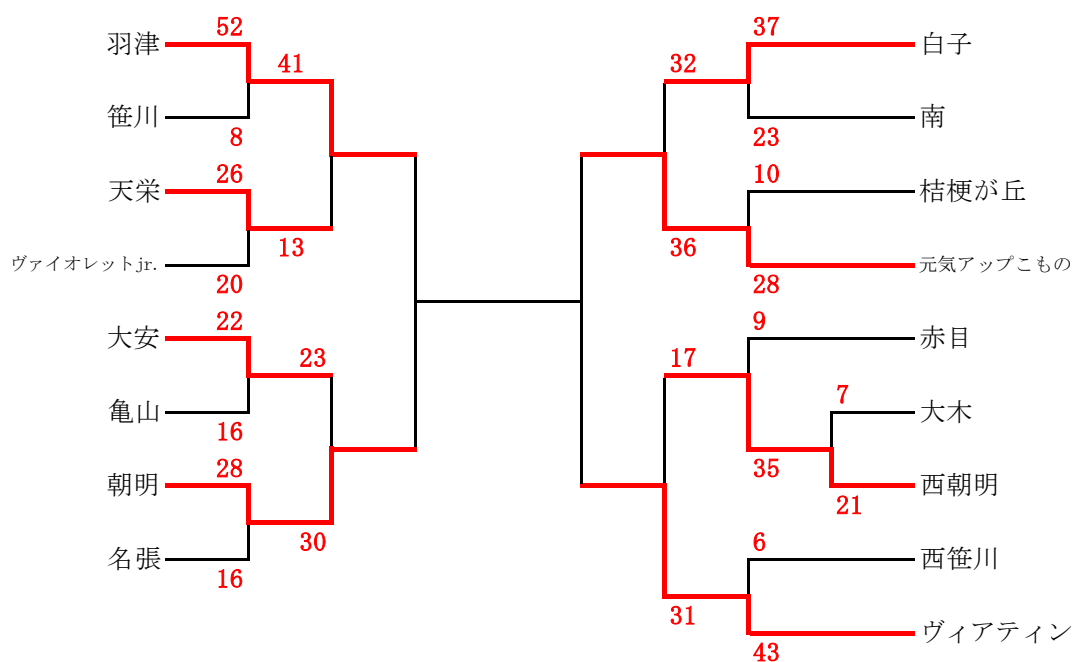 52
羽津
41
笹川
8
26
天栄
13
ヴァイオレットjr.
20
22
大安
23
亀山
16
28
朝明
30
名張
16
37
白子
32
南
23
10
桔梗が丘
36
元気アップこもの
28
9
赤目
17
7
大木
35
西朝明
21
6
西笹川
31
ヴィアティン
43